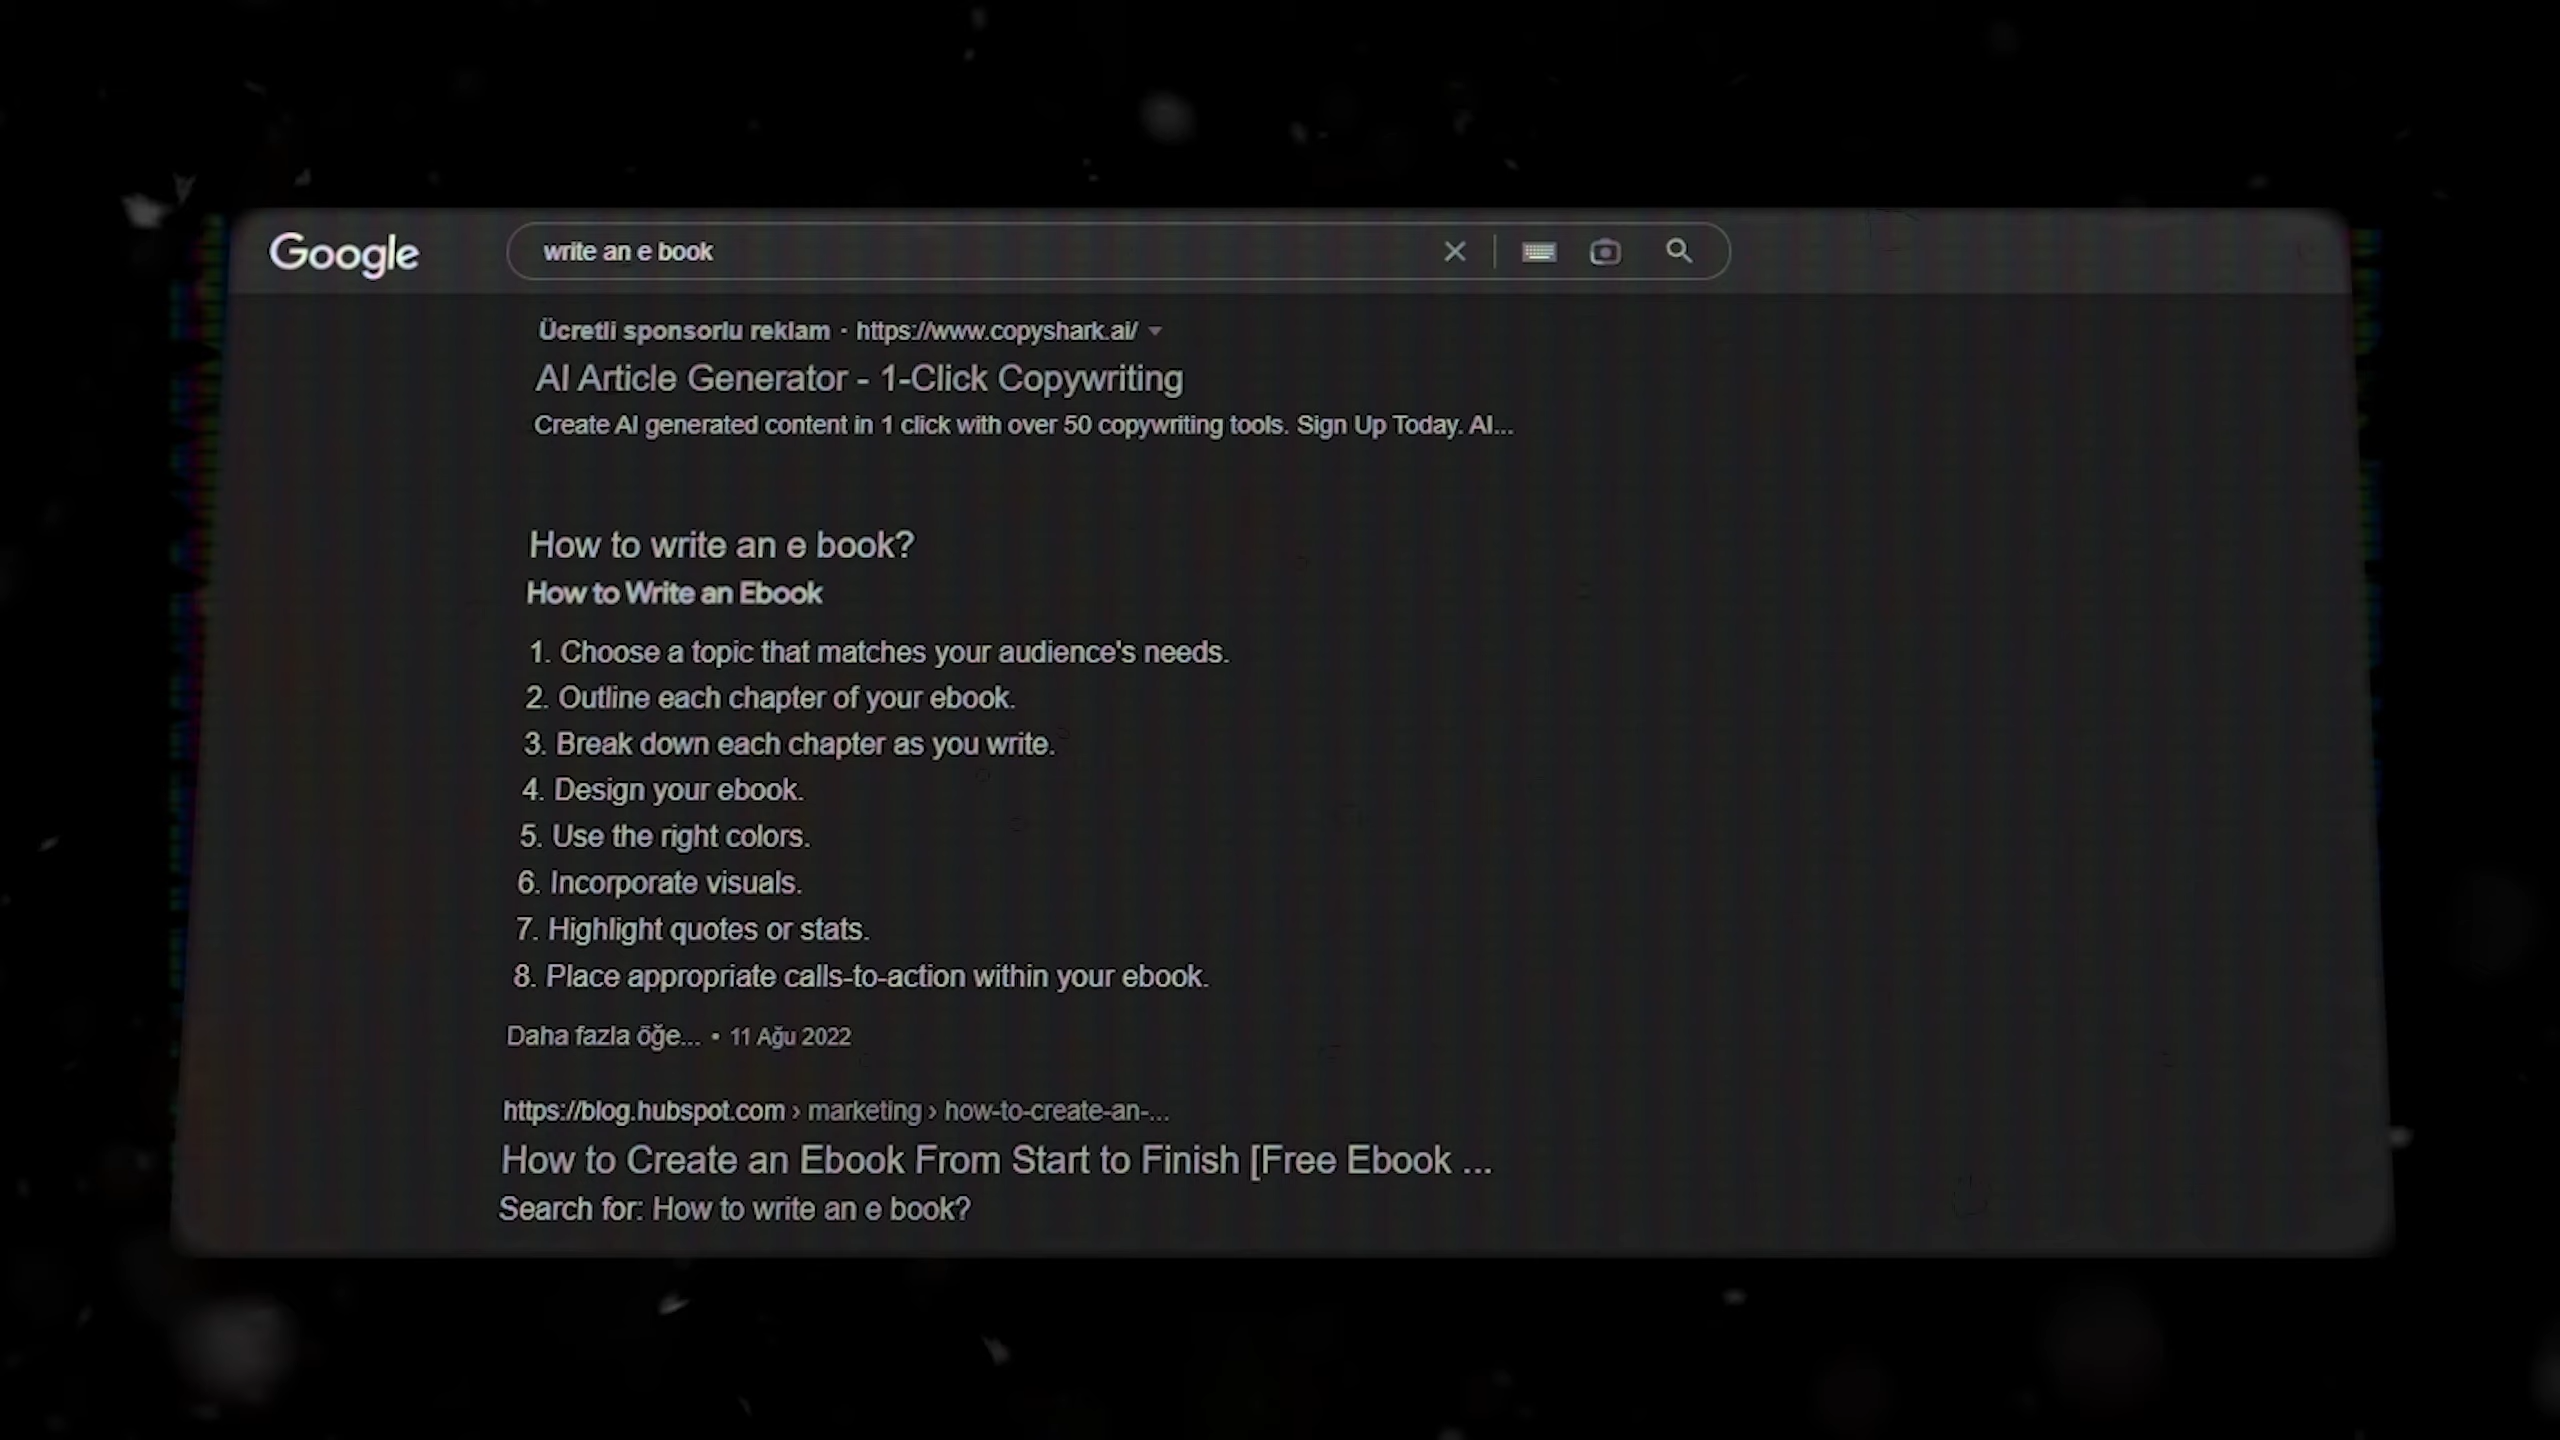 Google
write an e book
Ücretli sponsorlu reklam · https://www.copyshark.ai/
AI Article Generator - 1-Click Copywriting
Create AI generated content in 1 click with over 50 copywriting tools. Sign Up Today. AI...
How to write an e book?
How to Write an Ebook
1. Choose a topic that matches your audience's needs.
2. Outline each chapter of your ebook.
3. Break down each chapter as you write.
4. Design your ebook.
5. Use the right colors.
6. Incorporate visuals.
7. Highlight quotes or stats.
8. Place appropriate calls-to-action within your ebook.
Daha fazla öğe... • 11 Ağu 2022
https://blog.hubspot.com › marketing › how-to-create-an-...
How to Create an Ebook From Start to Finish [Free Ebook ...
Search for: How to write an e book?